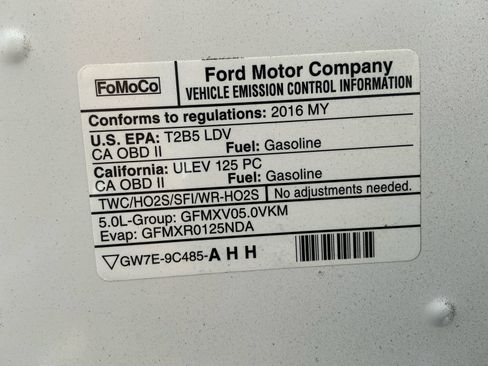 FoMoCo
Ford Motor Company
VEHICLE EMISSION CONTROL INFORMATION
Conforms to regulations: 2016 MY
U.S. EPA: T2B5 LDV
CA OBD II Fuel: Gasoline
California: ULEV 125 PC
CA OBD II Fuel: Gasoline
TWC/HO2S/SFI/WR-HO2S No adjustments needed.
5.0L-Group: GFMXV05.0VKM
Evap: GFMXR0125NDA
GW7E-9C485-AHH